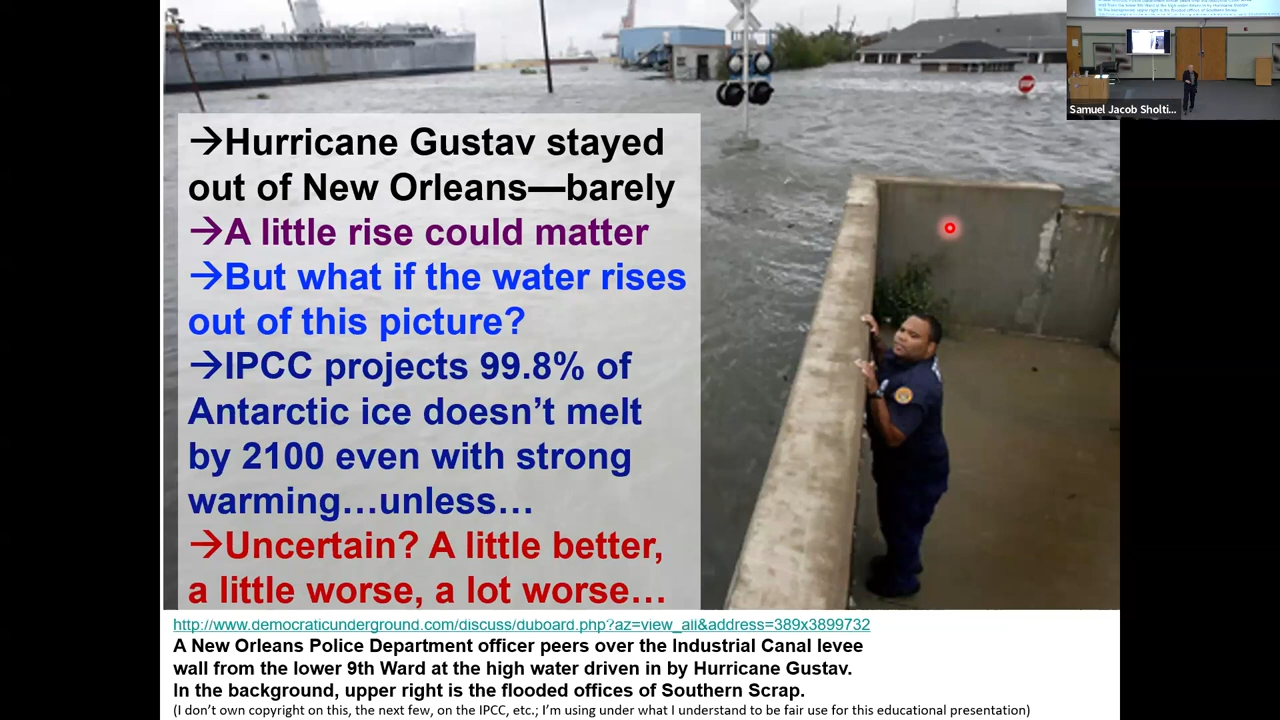 →Hurricane Gustav stayed
out of New Orleans—barely
→A little rise could matter
→But what if the water rises
out of this picture?
→IPCC projects 99.8% of
Antarctic ice doesn’t melt
by 2100 even with strong
warming…unless…
→Uncertain? A little better,
a little worse, a lot worse…
http://www.democraticunderground.com/discuss/duboard.php?az=view_all&address=389x3899732
A New Orleans Police Department officer peers over the Industrial Canal levee
wall from the lower 9th Ward at the high water driven in by Hurricane Gustav.
In the background, upper right is the flooded offices of Southern Scrap.
(I don’t own copyright on this, the next few, on the IPCC, etc.; I’m using under what I understand to be fair use for this educational presentation)
Samuel Jacob Sholti...